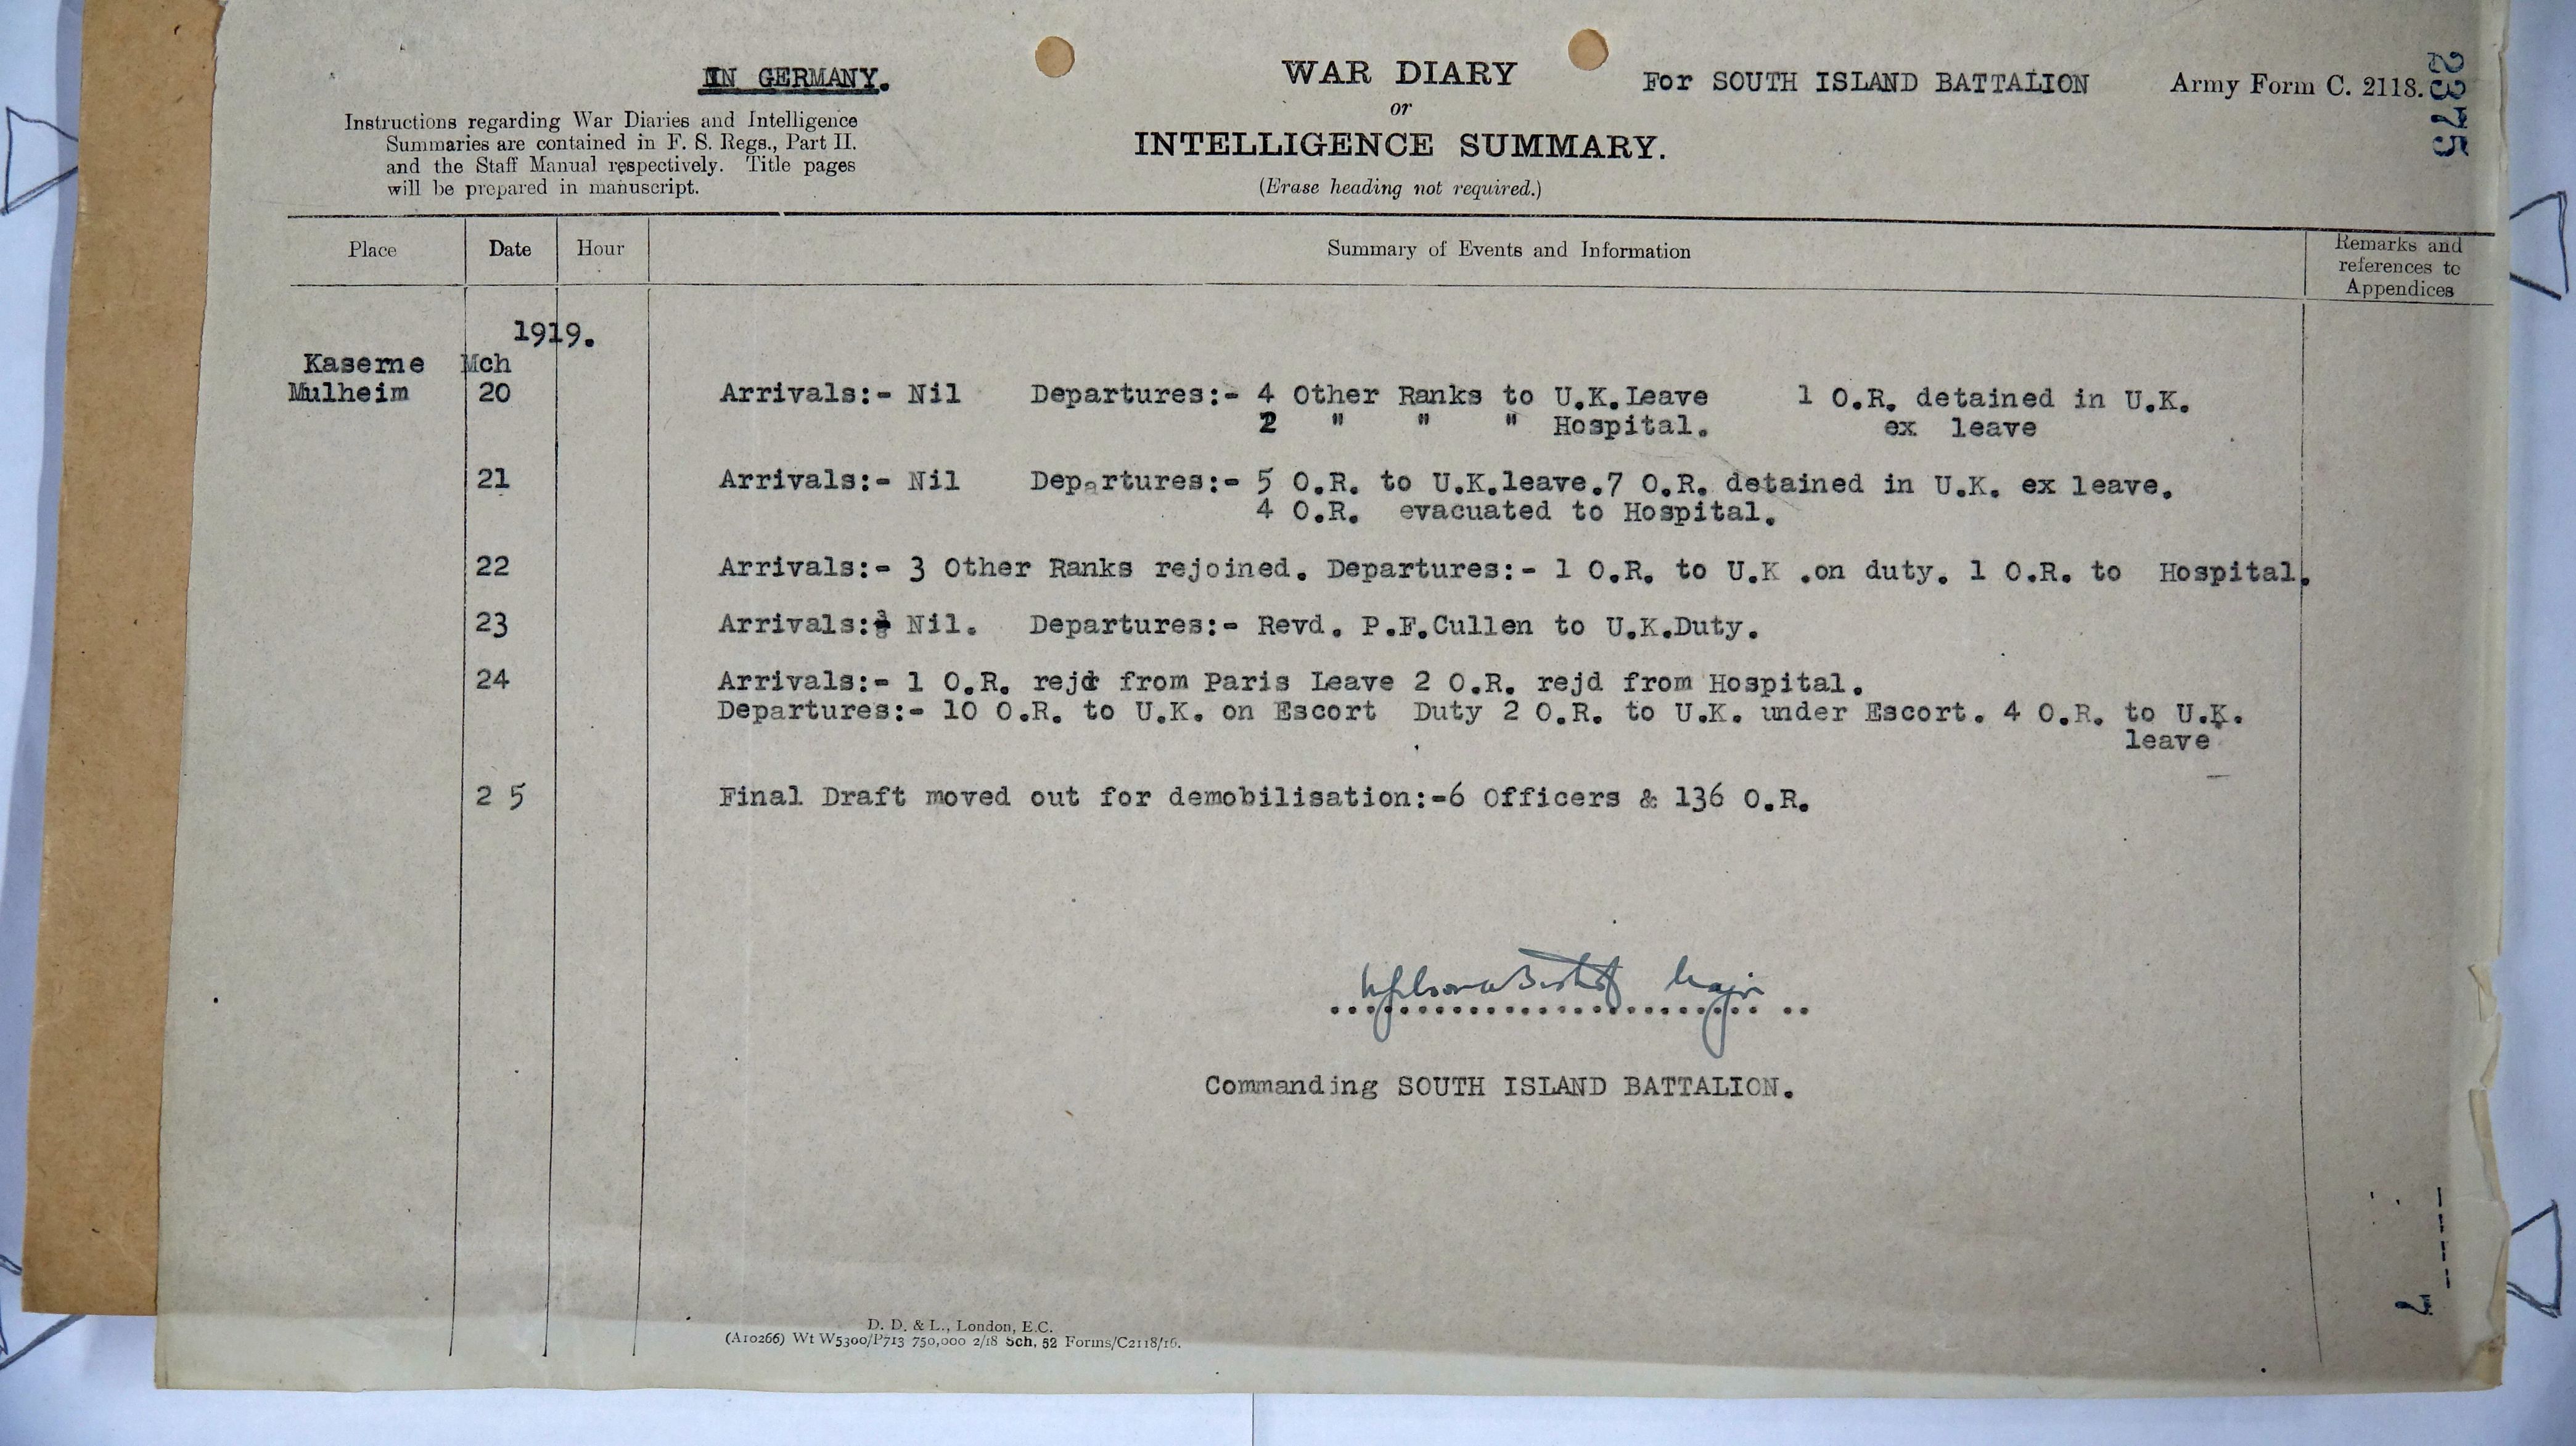 IN GERMANY.
WAR DIARY
or
INTELLIGENCE SUMMARY.
(Erase heading not required.)
For SOUTH ISLAND BATTALION
Army Form C. 2118.
2375
Instructions regarding War Diaries and Intelligence
Summaries are contained in F. S. Regs., Part II.
and the Staff Manual respectively. Title pages
will be prepared in manuscript.
Place Date Hour Summary of Events and Information Remarks and
references to
Appendices
1919.
Kaserne Mch
Mulheim 20 Arrivals:- Nil Departures:- 4 Other Ranks to U.K.Leave 1 O.R. detained in U.K.
2 " " " Hospital. ex leave
21 Arrivals:- Nil Departures:- 5 O.R. to U.K.leave.7 O.R. detained in U.K. ex leave.
4 O.R. evacuated to Hospital.
22 Arrivals:- 3 Other Ranks rejoined. Departures:- 1 O.R. to U.K .on duty. 1 O.R. to Hospital.
23 Arrivals: Nil. Departures:- Revd. P.F.Cullen to U.K.Duty.
24 Arrivals:- 1 O.R. rejd from Paris Leave 2 O.R. rejd from Hospital.
Departures:- 10 O.R. to U.K. on Escort Duty 2 O.R. to U.K. under Escort. 4 O.R. to U.K.
leave
2 5 Final Draft moved out for demobilisation:-6 Officers & 136 O.R.
Major
Commanding SOUTH ISLAND BATTALION.
D. D. & L., London, E.C.
(A10266) Wt W5300/P713 750,000 2/18 Sch. 52 Forms/C2118/16.